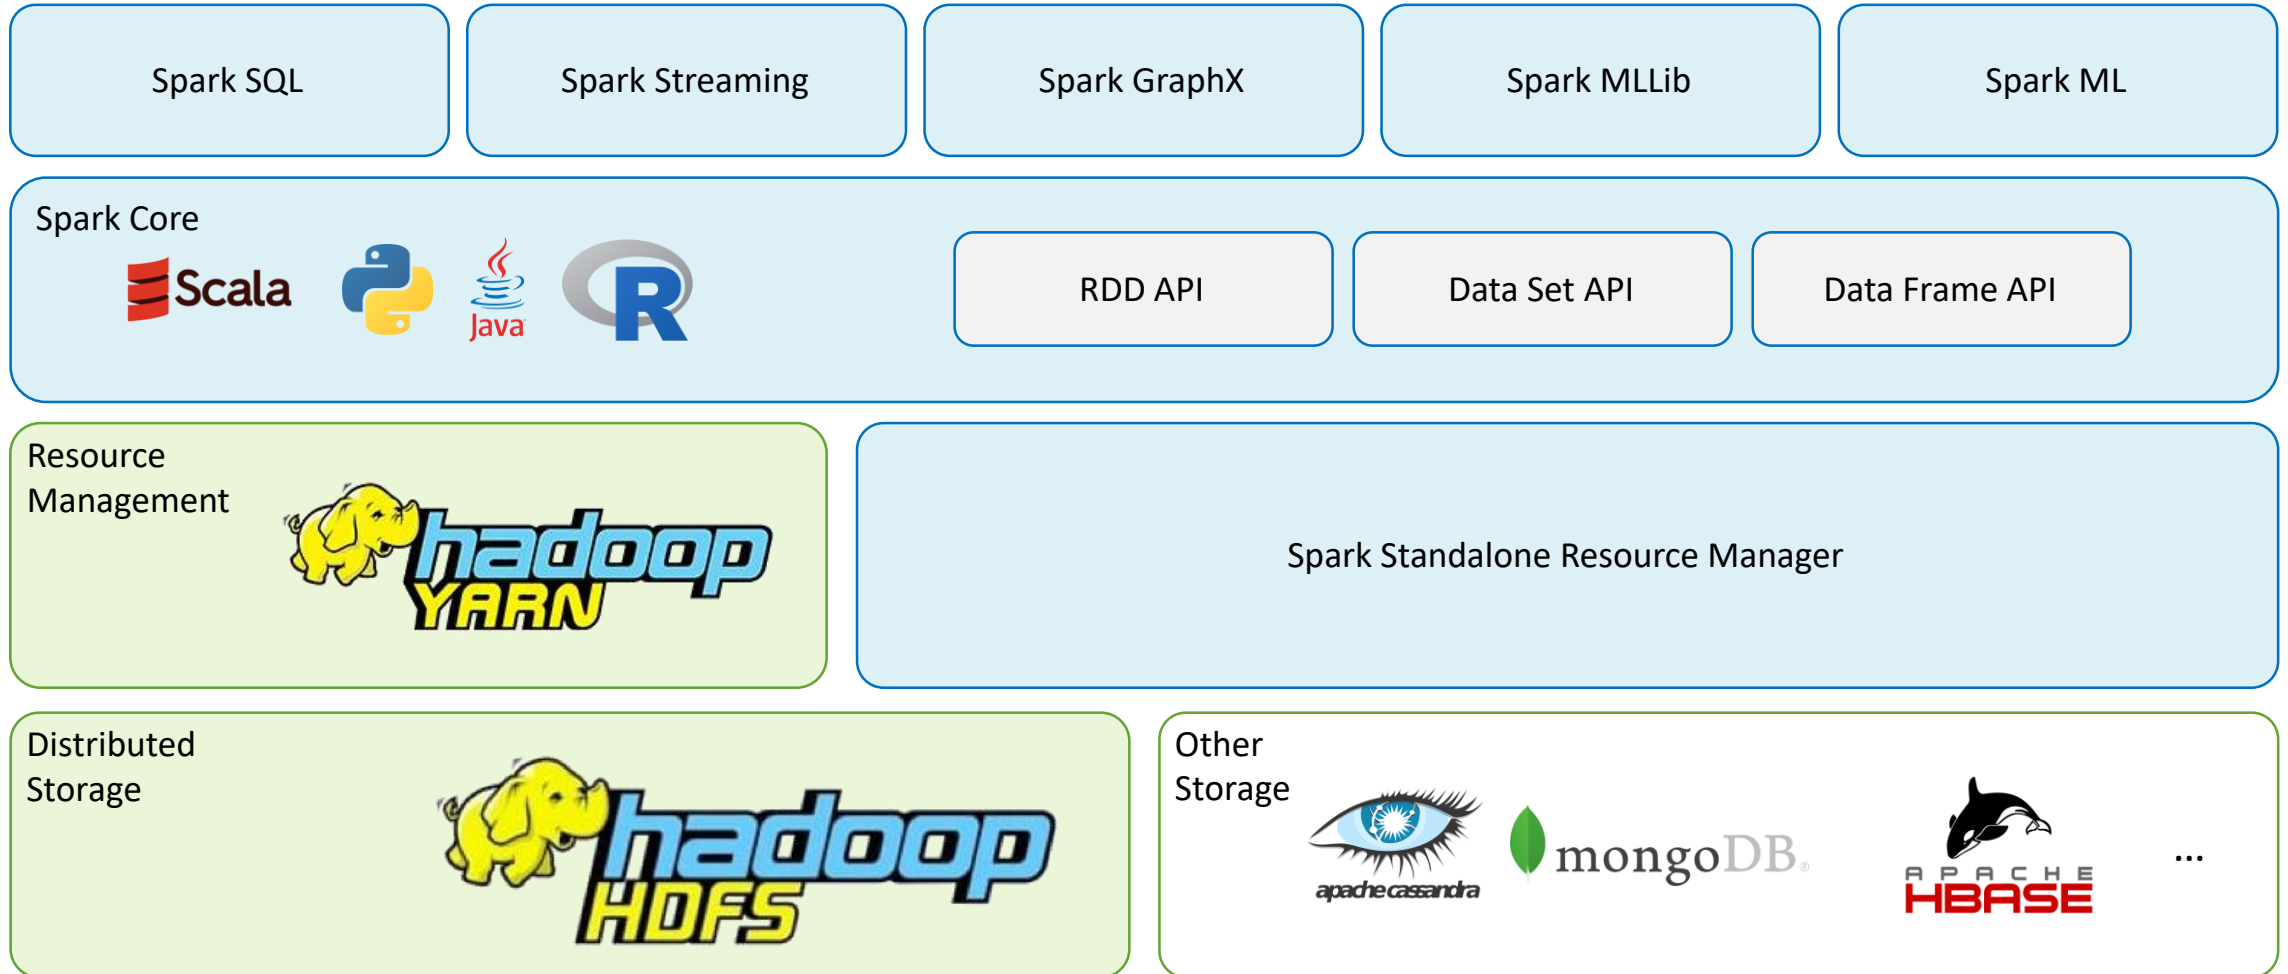 Spark SQL
Spark Streaming
Spark GraphX
Spark MLLib
Spark ML
Spark Core
Scala
Java
R
RDD API
Data Set API
Data Frame API
Resource
Management
hadoop
YARN
Spark Standalone Resource Manager
Distributed
Storage
hadoop
HDFS
Other
Storage
apache cassandra
mongoDB®
APACHE
HBASE
...